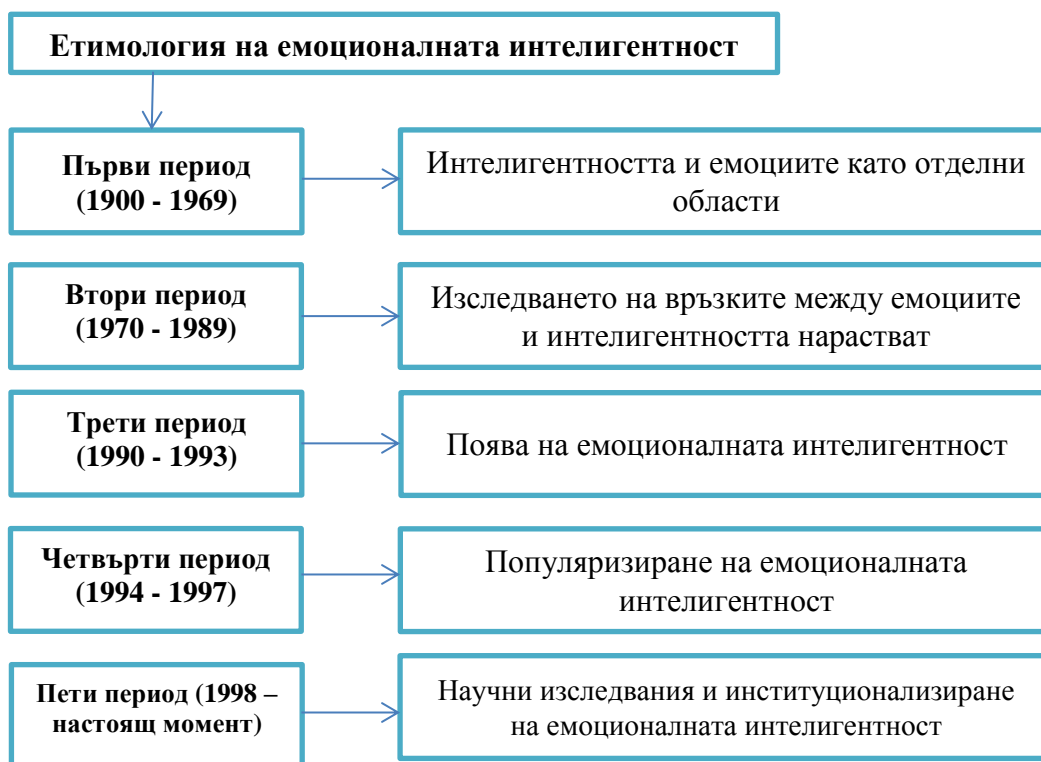 Етимология на емоционалната интелигентност
Първи период
(1900 - 1969)
Интелигентността и емоциите като отделни
области
Втори период
(1970 - 1989)
Изследването на връзките между емоциите
и интелигентността нарастват
Трети период
(1990 - 1993)
Поява на емоционалната интелигентност
Четвърти период
(1994 - 1997)
Популяризиране на емоционалната
интелигентност
Пети период (1998 –
настоящ момент)
Научни изследвания и институционализиране
на емоционалната интелигентност